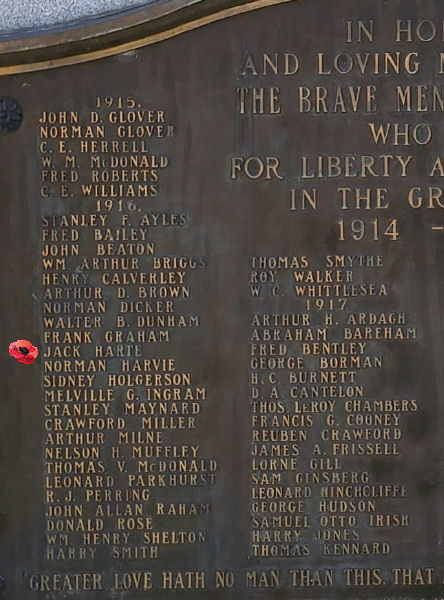 IN HO
AND LOVING
THE BRAVE MEN
WHO
FOR LIBERTY A
IN THE GR
1914 -
1915.
JOHN D. GLOVER
NORMAN GLOVER
C. E. HERRELL
W. M. McDONALD
FRED ROBERTS
C. E. WILLIAMS
1916.
STANLEY F. AYLES
FRED BAILEY
JOHN BEATON
WM. ARTHUR BRIGGS
HENRY CALVERLEY
ARTHUR D. BROWN
NORMAN DICKER
WALTER B. DUNHAM
FRANK GRAHAM
JACK HARTE
NORMAN HARVIE
SIDNEY HOLGERSON
MELVILLE G. INGRAM
STANLEY MAYNARD
CRAWFORD MILLER
ARTHUR MILNE
NELSON H. MUFFLEY
THOMAS V. McDONALD
LEONARD PARKHURST
R. J. PERRING
JOHN ALLAN RAHAM
DONALD ROSE
WM. HENRY SHELTON
HARRY SMITH
THOMAS SMYTHE
ROY WALKER
W. C. WHITTLESEA
1917
ARTHUR H. ARDAGH
ABRAHAM BAREHAM
FRED BENTLEY
GEORGE BORMAN
H. C. BURNETT
D. A. CANTELON
THOS. LEROY CHAMBERS
FRANCIS G. COONEY
REUBEN CRAWFORD
JAMES A. FRISSELL
LORNE GILL
SAM GINSBERG
LEONARD HINCHCLIFFE
GEORGE HUDSON
SAMUEL OTTO IRISH
HARRY JONES
THOMAS KENNARD
"GREATER LOVE HATH NO MAN THAN THIS, THAT